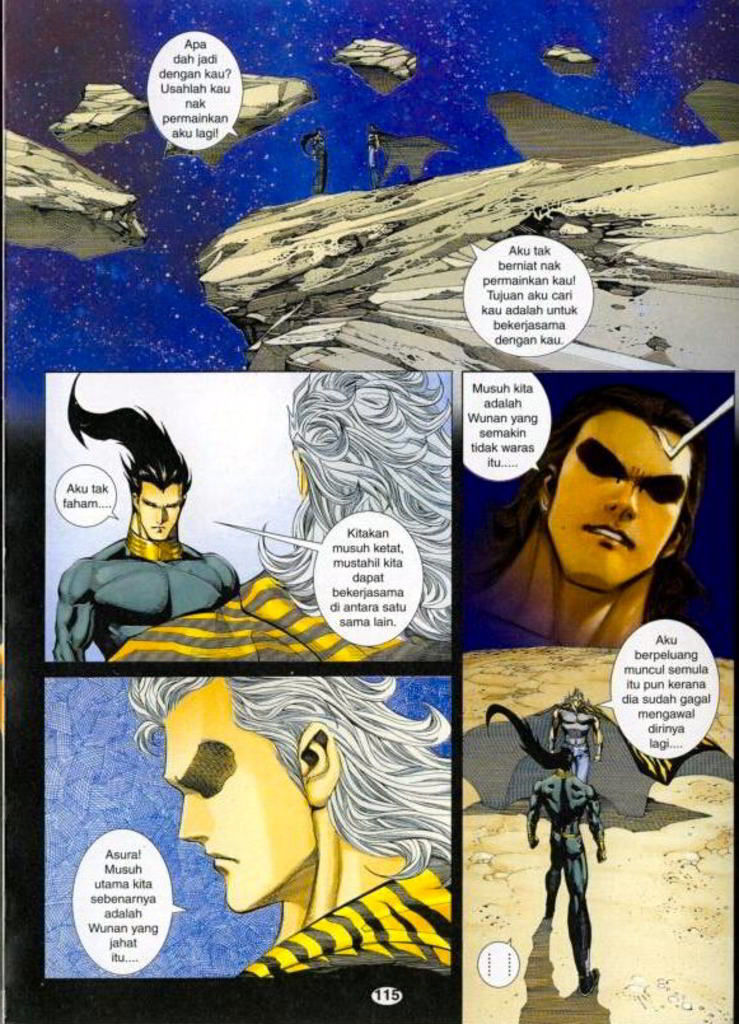 Apa
dah jadi
dengan kau?
Usahlah kau
nak
permainkan
aku lagi!
Aku tak
berniat nak
permainkan kau!
Tujuan aku cari
kau adalah untuk
bekerjasama
dengan kau.
Aku tak
faham....
Kitakan
musuh ketat,
mustahil kita
dapat
bekerjasama
di antara satu
sama lain.
Asura!
Musuh
utama kita
sebenarnya
adalah
Wunan yang
jahat
itu....
Musuh kita
adalah
Wunan yang
semakin
tidak waras
itu.....
Aku
berpeluang
muncul semula
itu pun kerana
dia sudah gagal
mengawal
dirinya
lagi....
115